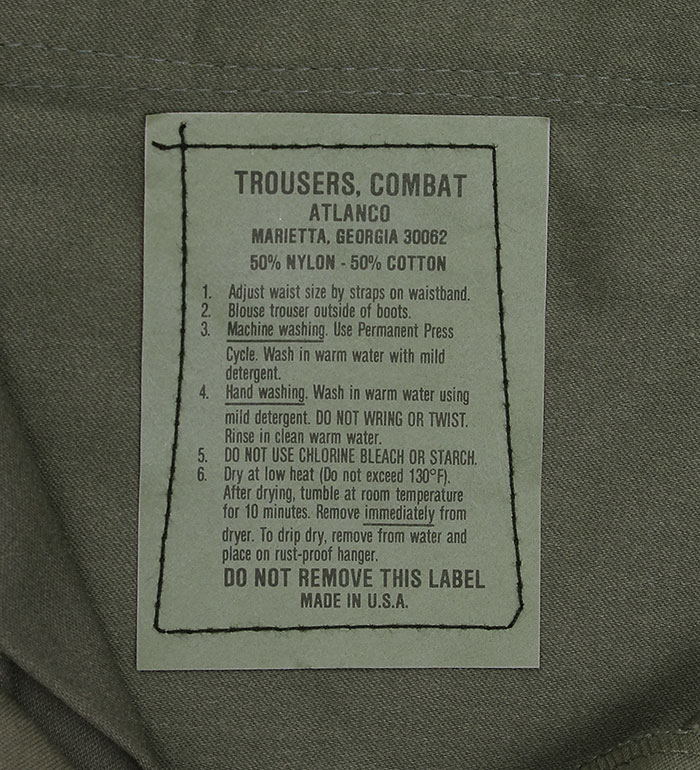 TROUSERS, COMBAT
ATLANCO
MARIETTA, GEORGIA 30062
50% NYLON - 50% COTTON
1. Adjust waist size by straps on waistband.
2. Blouse trouser outside of boots.
3. Machine washing. Use Permanent Press
Cycle. Wash in warm water with mild
detergent.
4. Hand washing. Wash in warm water using
mild detergent. DO NOT WRING OR TWIST.
Rinse in clean warm water.
5. DO NOT USE CHLORINE BLEACH OR STARCH.
6. Dry at low heat (Do not exceed 130°F).
After drying, tumble at room temperature
for 10 minutes. Remove immediately from
dryer. To drip dry, remove from water and
place on rust-proof hanger.
DO NOT REMOVE THIS LABEL
MADE IN U.S.A.